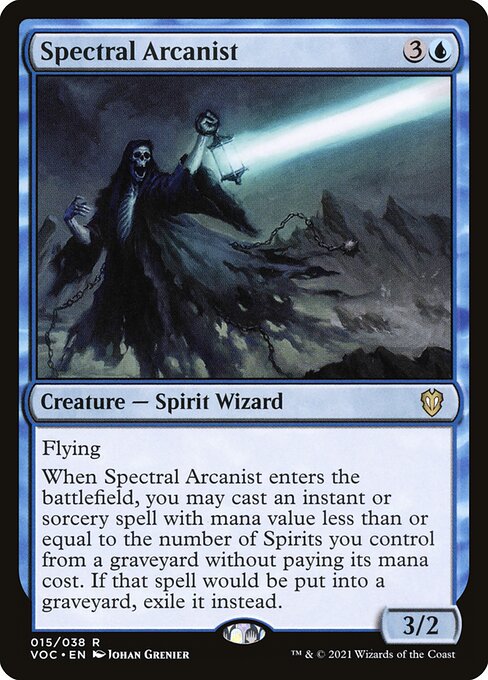 Spectral Arcanist 3
Creature — Spirit Wizard
Flying
When Spectral Arcanist enters the
battlefield, you may cast an instant or
sorcery spell with mana value less than or
equal to the number of Spirits you control
from a graveyard without paying its mana
cost. If that spell would be put into a
graveyard, exile it instead.
3/2
015/038 R
VOC • EN Johan Grenier
™ & © 2021 Wizards of the Coast